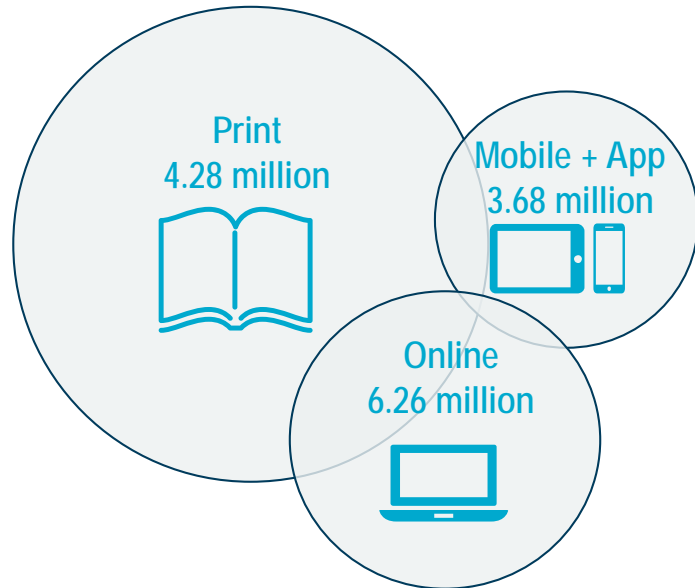 Print
4.28 million
Mobile + App
3.68 million
Online
6.26 million